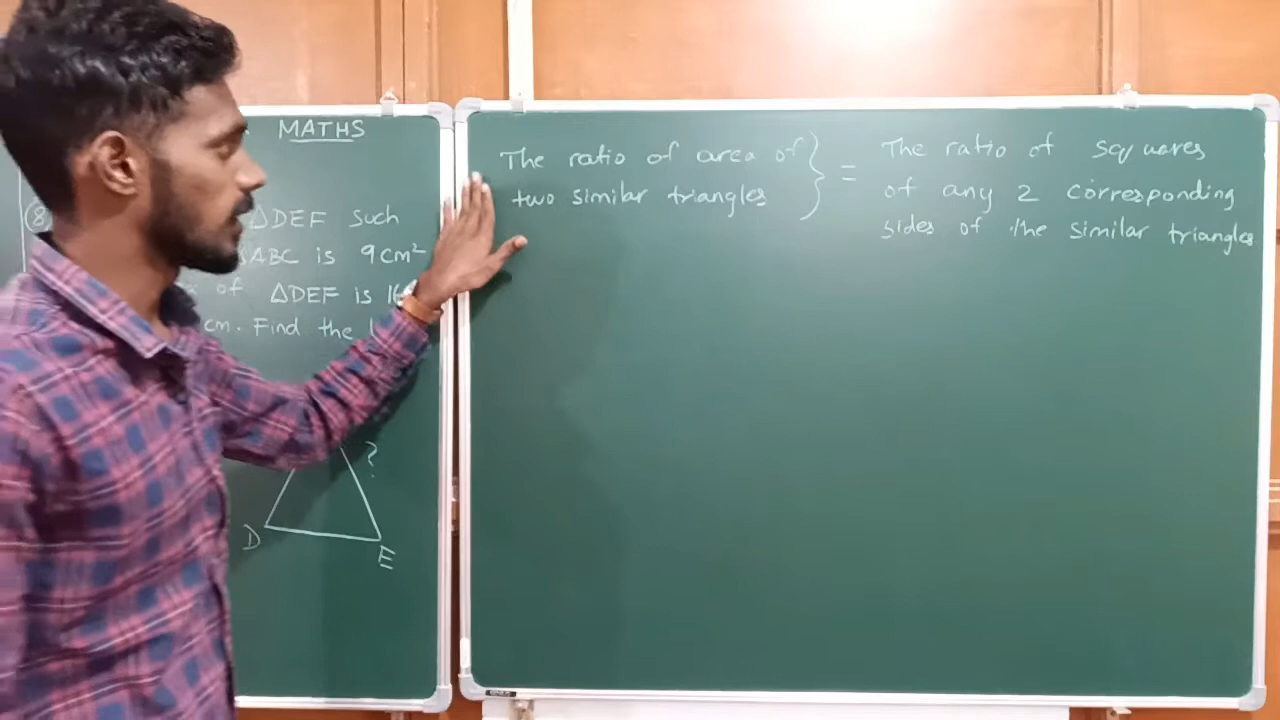 MATHS
(8) ΔDEF such
ΔABC is 9cm²
of ΔDEF is
cm. Find the
?
D
E
The ratio of area of
two similar triangles } =
The ratio of squares
of any 2 corresponding
sides of the similar triangles